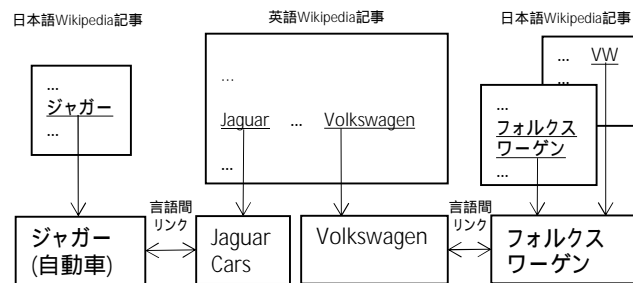 日本語Wikipedia記事
英語Wikipedia記事
日本語Wikipedia記事
...
ジャガー
...
...
Jaguar ... Volkswagen
...
... VW
...
...
フォルクス
ワーゲン
...
言語間
リンク
言語間
リンク
ジャガー
(自動車)
Jaguar
Cars
Volkswagen
フォルクス
ワーゲン